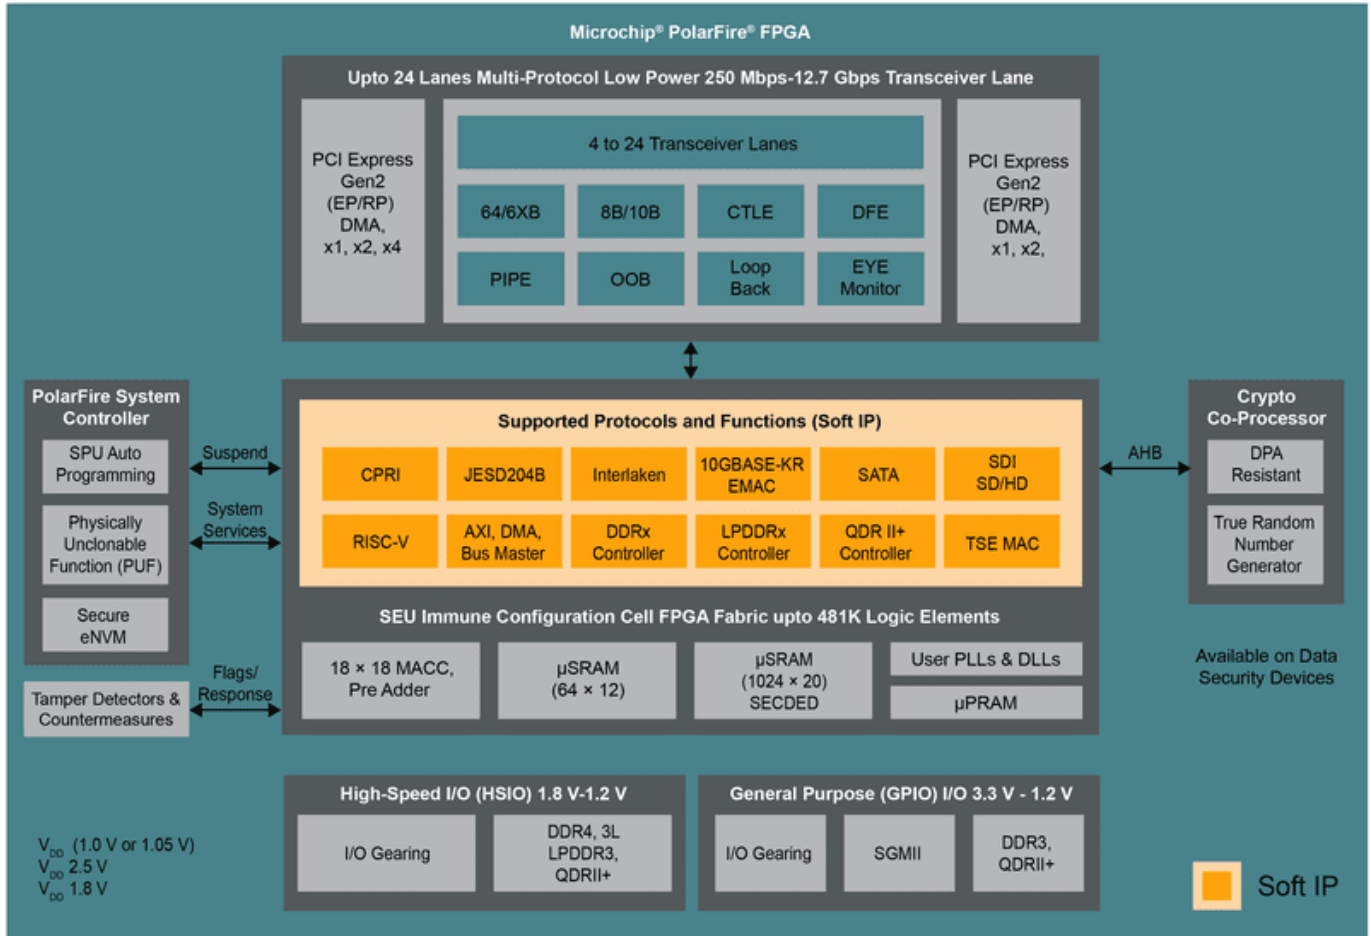 Microchip® PolarFire® FPGA
Upto 24 Lanes Multi-Protocol Low Power 250 Mbps-12.7 Gbps Transceiver Lane
PCI Express
Gen2
(EP/RP)
DMA,
x1, x2, x4
4 to 24 Transceiver Lanes
64/6XB
8B/10B
CTLE
DFE
PIPE
OOB
Loop
Back
EYE
Monitor
PCI Express
Gen2
(EP/RP)
DMA,
x1, x2,
PolarFire System
Controller
SPU Auto
Programming
Physically
Unclonable
Function (PUF)
Secure
eNVM
Tamper Detectors &
Countermeasures
Suspend
System
Services
Flags/
Response
Supported Protocols and Functions (Soft IP)
CPRI
JESD204B
Interlaken
10GBASE-KR
EMAC
SATA
SDI
SD/HD
RISC-V
AXI, DMA,
Bus Master
DDRx
Controller
LPDDRx
Controller
QDR II+
Controller
TSE MAC
SEU Immune Configuration Cell FPGA Fabric upto 481K Logic Elements
18 × 18 MACC,
Pre Adder
µSRAM
(64 × 12)
µSRAM
(1024 × 20)
SECDED
User PLLs & DLLs
µPRAM
AHB
Crypto
Co-Processor
DPA
Resistant
True Random
Number
Generator
Available on Data
Security Devices
High-Speed I/O (HSIO) 1.8 V-1.2 V
I/O Gearing
DDR4, 3L
LPDDR3,
QDRII+
General Purpose (GPIO) I/O 3.3 V - 1.2 V
I/O Gearing
SGMII
DDR3,
QDRII+
VDD (1.0 V or 1.05 V)
VDD 2.5 V
VDD 1.8 V
Soft IP